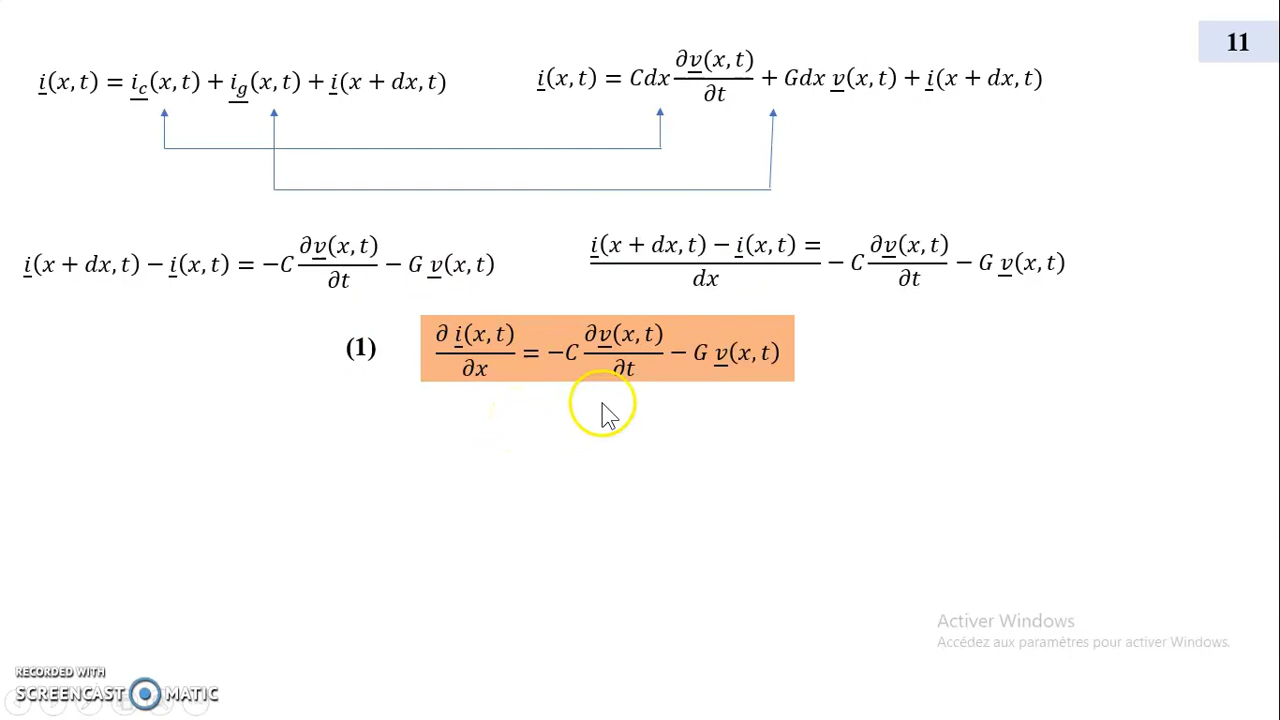 11
i(x,t) = i_c(x,t) + i_g(x,t) + i(x + dx,t)
i(x,t) = Cdx ∂v(x,t)/∂t + Gdx v(x,t) + i(x + dx,t)
i(x + dx,t) − i(x,t) = −C ∂v(x,t)/∂t − G v(x,t)
i(x + dx,t) − i(x,t) = / dx − C ∂v(x,t)/∂t − G v(x,t)
(1) ∂ i(x,t)/∂x = −C ∂v(x,t)/∂t − G v(x,t)
Activer Windows
Accédez aux paramètres pour activer Windows.
RECORDED WITH
SCREENCAST MATIC